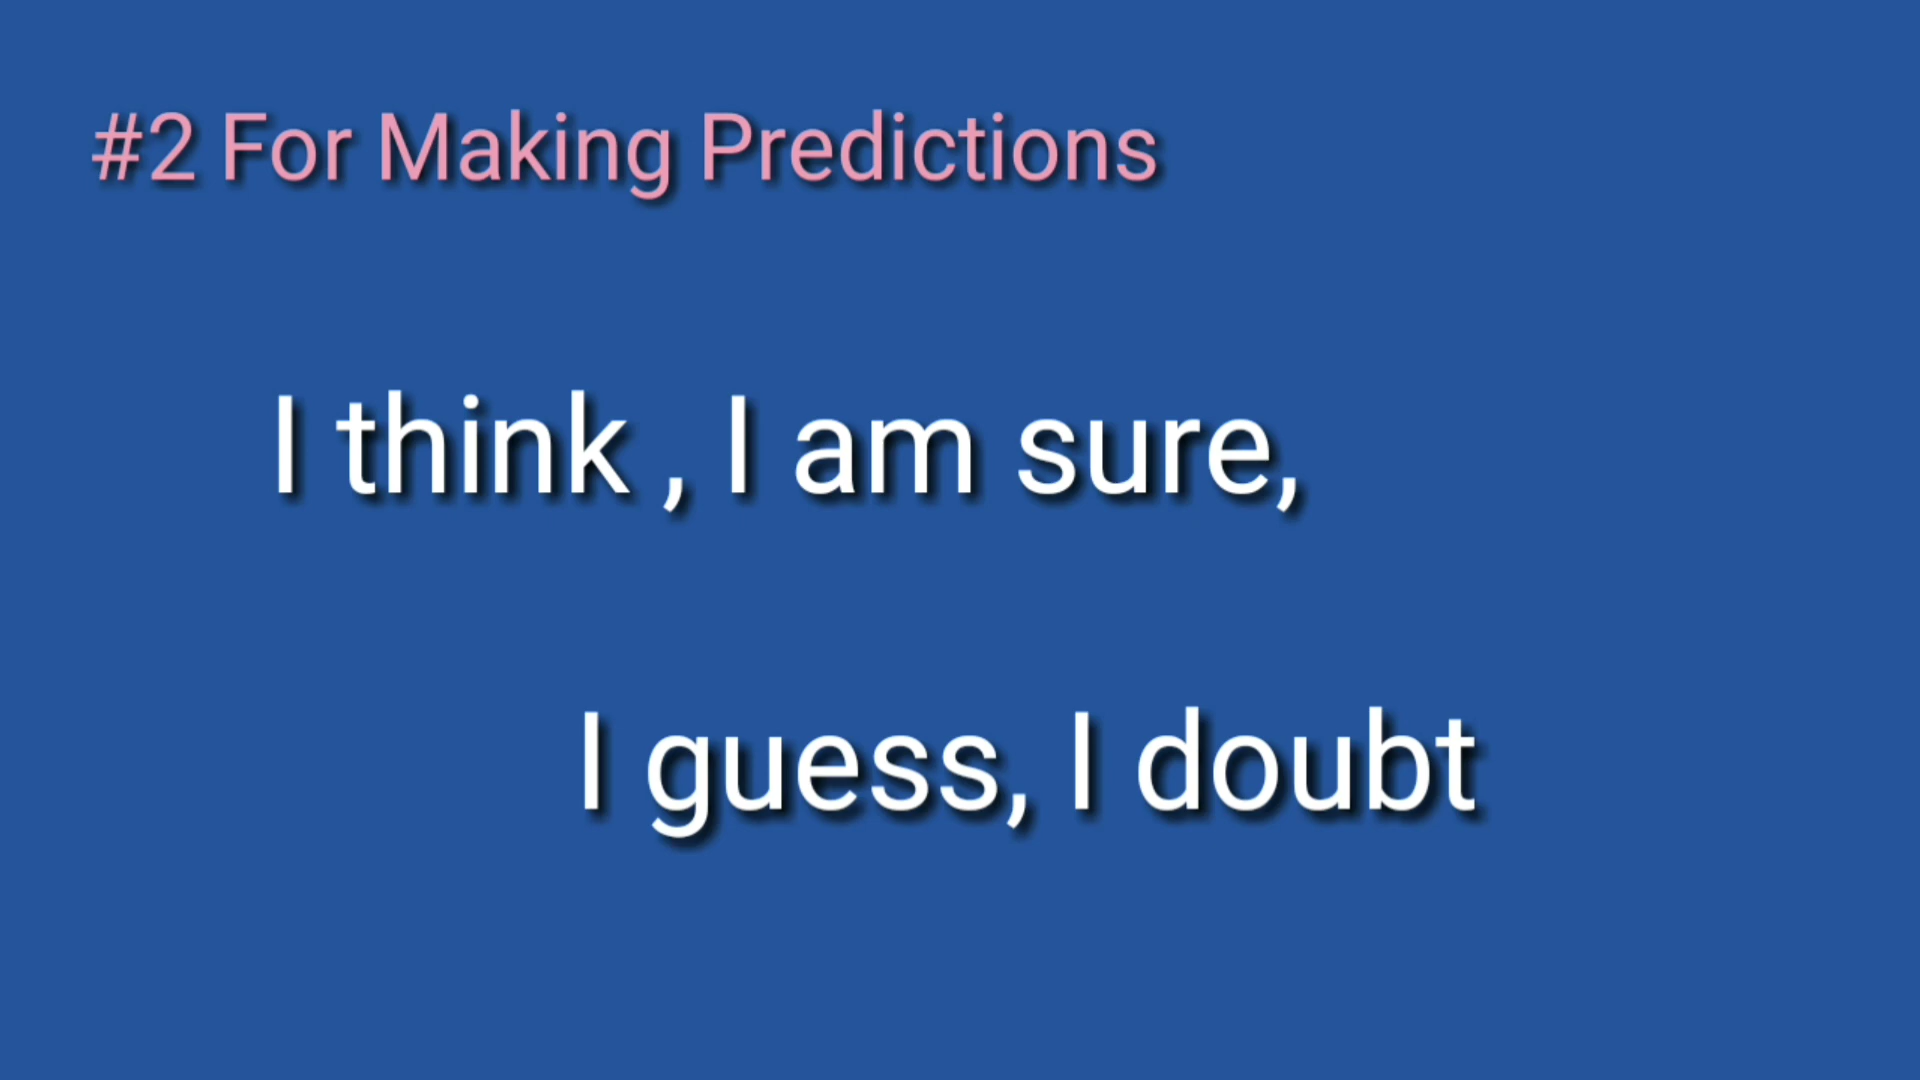 #2 For Making Predictions
I think , I am sure,
I guess, I doubt